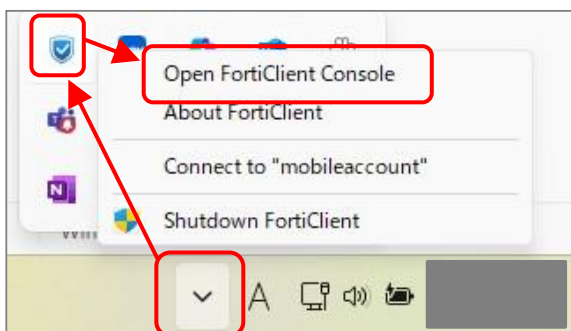 Open FortiClient Console
About FortiClient
Connect to "mobileaccount"
Shutdown FortiClient
A